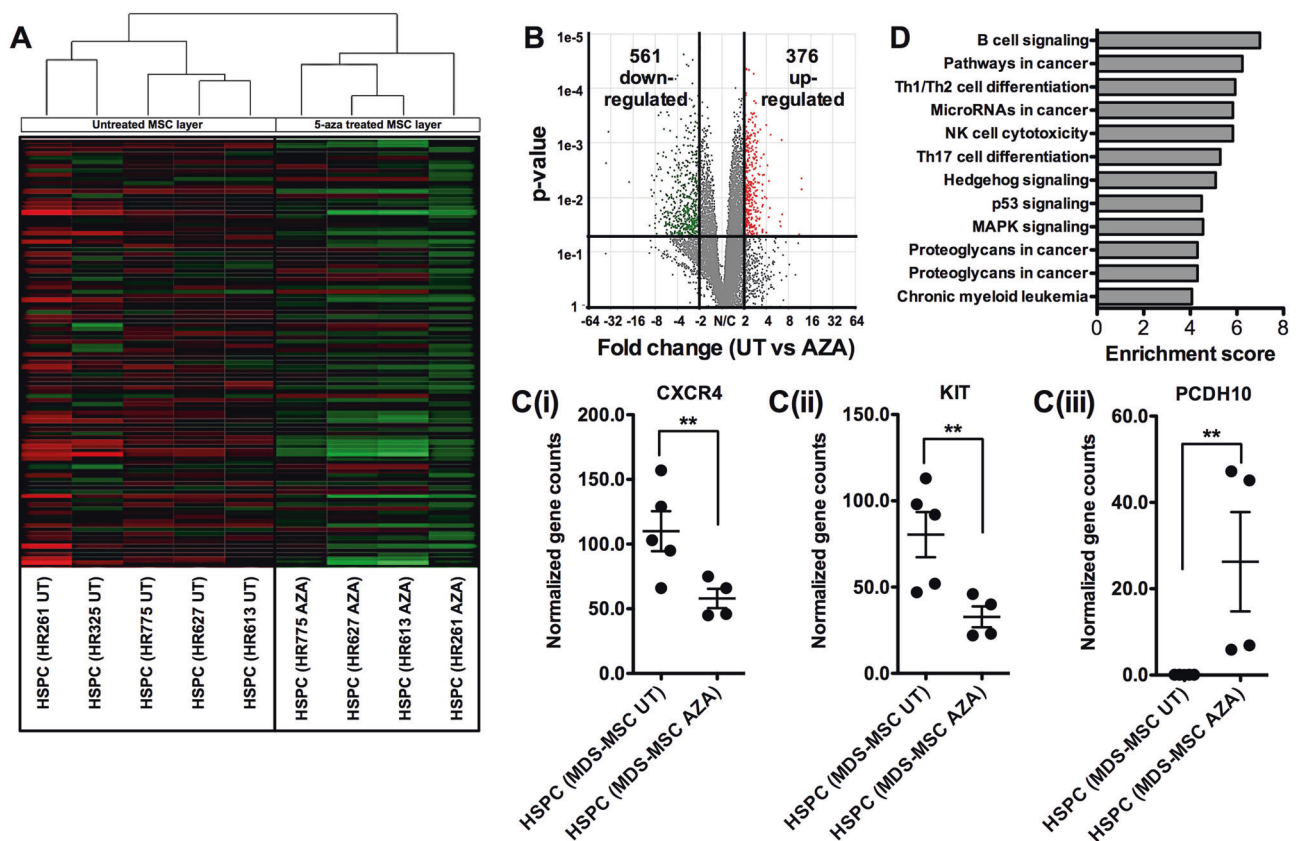 A
Untreated MSC layer
5-aza treated MSC layer
HSPC (HR261 UT)
HSPC (HR325 UT)
HSPC (HR775 UT)
HSPC (HR627 UT)
HSPC (HR613 UT)
HSPC (HR775 AZA)
HSPC (HR627 AZA)
HSPC (HR613 AZA)
HSPC (HR261 AZA)
B
561
down-
regulated
376
up-
regulated
p-value
1e-5
1e-4
1e-3
1e-2
1e-1
1
-64 -32 -16 -8 -4 -2 N/C 2 4 8 16 32 64
Fold change (UT vs AZA)
D
B cell signaling
Pathways in cancer
Th1/Th2 cell differentiation
MicroRNAs in cancer
NK cell cytotoxicity
Th17 cell differentiation
Hedgehog signaling
p53 signaling
MAPK signaling
Proteoglycans in cancer
Proteoglycans in cancer
Chronic myeloid leukemia
0 2 4 6 8
Enrichment score
C(i)
CXCR4
**
Normalized gene counts
200.0
150.0
100.0
50.0
0.0
HSPC (MDS-MSC UT)
HSPC (MDS-MSC AZA)
C(ii)
KIT
**
Normalized gene counts
150.0
100.0
50.0
0.0
HSPC (MDS-MSC UT)
HSPC (MDS-MSC AZA)
C(iii)
PCDH10
**
Normalized gene counts
60.0
40.0
20.0
0.0
HSPC (MDS-MSC UT)
HSPC (MDS-MSC AZA)